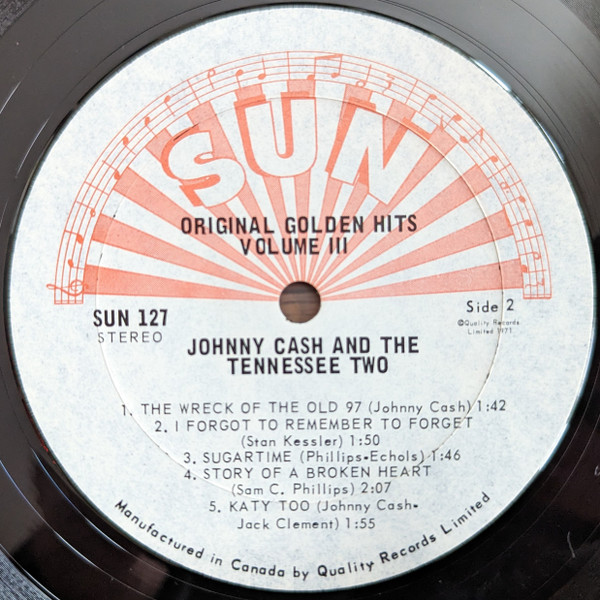 SUN
ORIGINAL GOLDEN HITS
VOLUME III
SUN 127
STEREO
Side 2
©Quality Records
Limited 1971
JOHNNY CASH AND THE
TENNESSEE TWO
1. THE WRECK OF THE OLD 97 (Johnny Cash) 1:42
2. I FORGOT TO REMEMBER TO FORGET
(Stan Kessler) 1:50
3. SUGARTIME (Phillips-Echols) 1:46
4. STORY OF A BROKEN HEART
(Sam C. Phillips) 2:07
5. KATY TOO (Johnny Cash-
Jack Clement) 1:55
Manufactured in Canada by Quality Records Limited